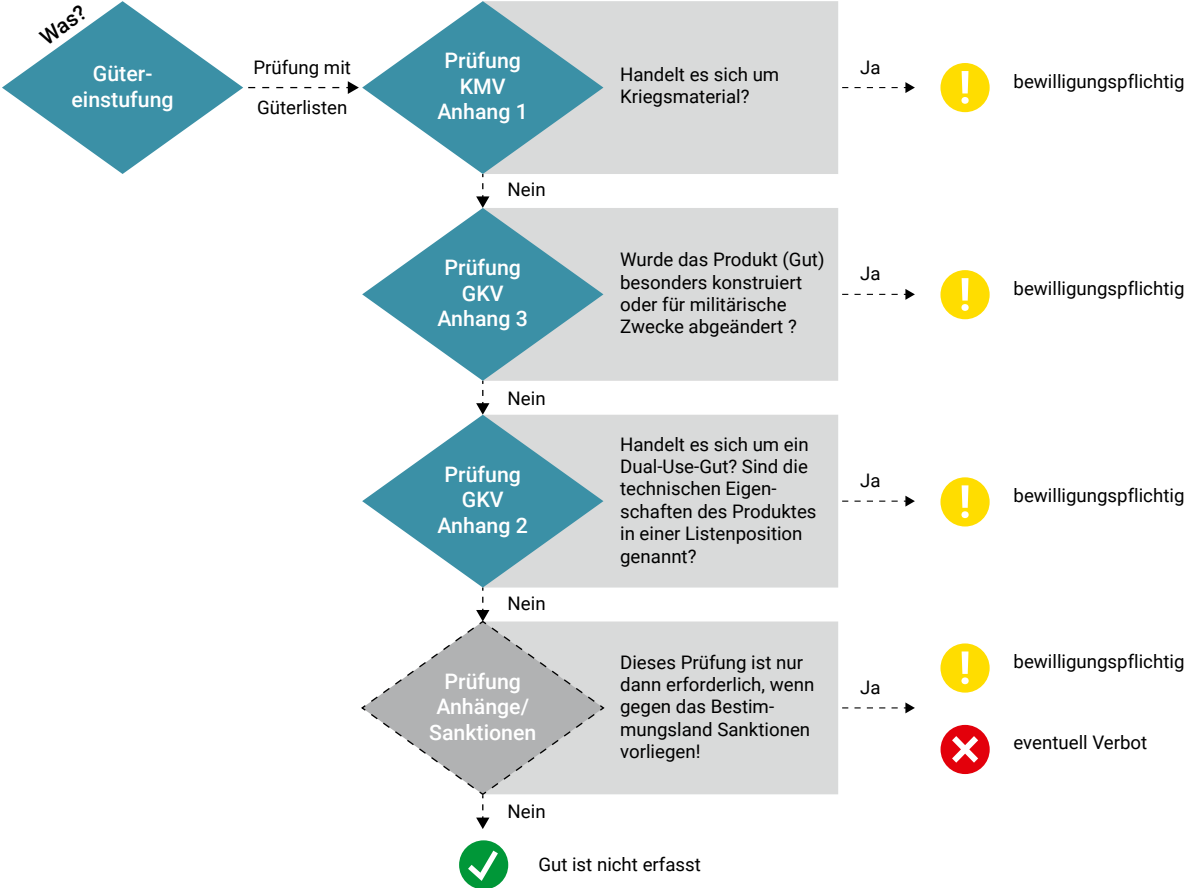 Was?
Güter-
einstufung
Prüfung mit
Güterlisten
Prüfung
KMV
Anhang 1
Handelt es sich um
Kriegsmaterial?
Ja
bewilligungspflichtig
Nein
Prüfung
GKV
Anhang 3
Wurde das Produkt (Gut)
besonders konstruiert
oder für militärische
Zwecke abgeändert ?
Ja
bewilligungspflichtig
Nein
Prüfung
GKV
Anhang 2
Handelt es sich um ein
Dual-Use-Gut? Sind die
technischen Eigen-
schaften des Produktes
in einer Listenposition
genannt?
Ja
bewilligungspflichtig
Nein
Prüfung
Anhänge/
Sanktionen
Dieses Prüfung ist nur
dann erforderlich, wenn
gegen das Bestim-
mungsland Sanktionen
vorliegen!
Ja
bewilligungspflichtig
eventuell Verbot
Nein
Gut ist nicht erfasst